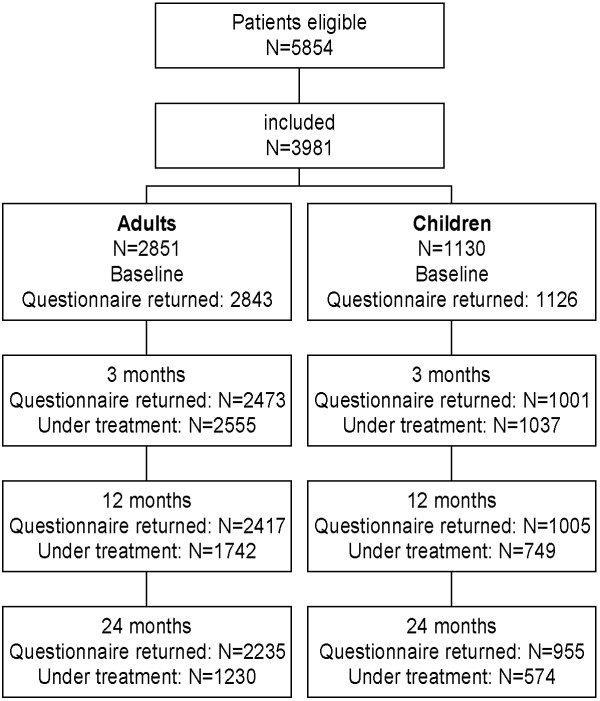 Patients eligible
N=5854
included
N=3981
Adults
N=2851
Baseline
Questionnaire returned: 2843
Children
N=1130
Baseline
Questionnaire returned: 1126
3 months
Questionnaire returned: N=2473
Under treatment: N=2555
3 months
Questionnaire returned: N=1001
Under treatment: N=1037
12 months
Questionnaire returned: N=2417
Under treatment: N=1742
12 months
Questionnaire returned: N=1005
Under treatment: N=749
24 months
Questionnaire returned: N=2235
Under treatment: N=1230
24 months
Questionnaire returned: N=955
Under treatment: N=574